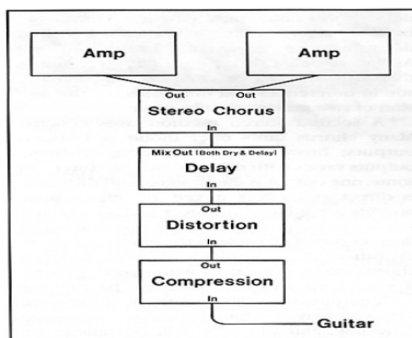 Amp Amp
Out Out
Stereo Chorus
In
Mix Out (Both Dry & Delay)
Delay
In
Out
Distortion
In
Out
Compression
In
Guitar